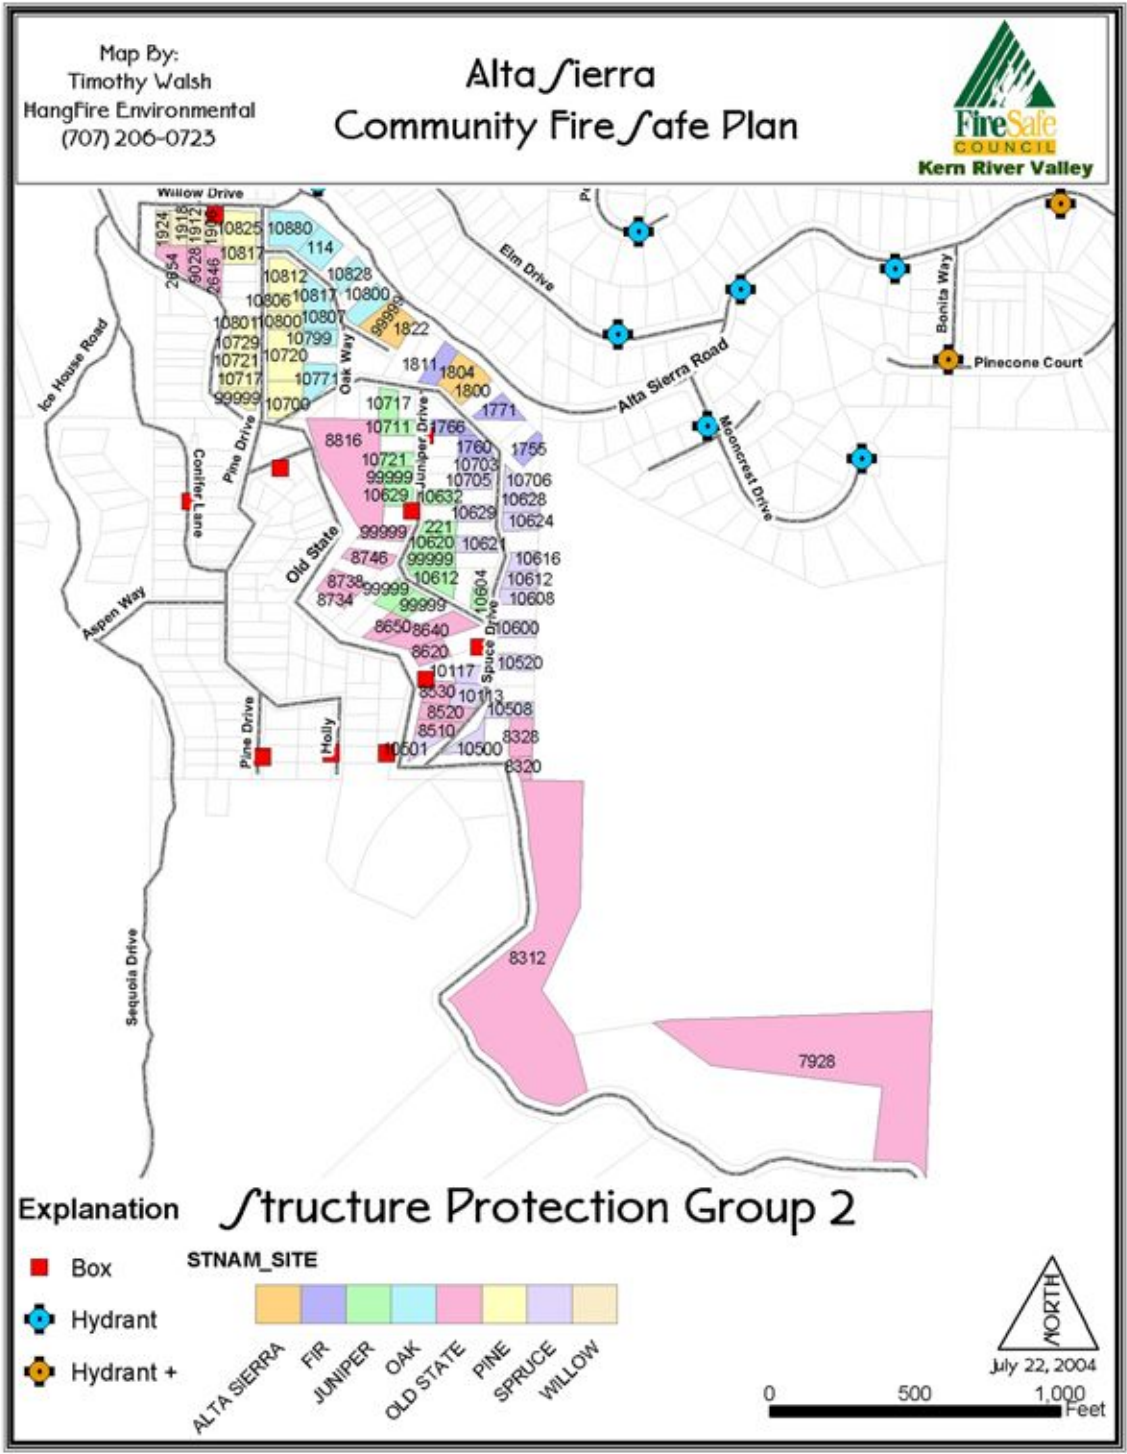 Map By:
Timothy Walsh
HangFire Environmental
(707) 206-0723
Alta Sierra
Community Fire Safe Plan
FireSafe
COUNCIL
Kern River Valley
Willow Drive
1924
1918
1912
10825
10880
114
10817
2654
9028
2646
10812
10828
10806
10817
10800
10807
99999
1822
10801
10800
10799
10729
10721
10720
10717
10771
99999
10700
Oak Way
1811
1804
1800
1771
Elm Drive
Alta Sierra Road
Bonita Way
Pinecone Court
Mooncrest Drive
Ice House Road
Conifer Lane
Pine Drive
10717
10711
Juniper Drive
1766
1760
1755
8816
10721
99999
10629
10703
10705
10706
10632
10628
10629
10624
99999
221
10620
10621
99999
10616
10612
10612
10604
10608
Old State
8746
8738
8734
99999
99999
Aspen Way
8650
8640
8620
Spruce Drive
10600
10520
10117
8530
10113
8520
10508
8510
10501
10500
8328
8320
Pine Drive
Holly
Sequoia Drive
8312
7928
Structure Protection Group 2
Explanation
Box
Hydrant
Hydrant +
STNAM_SITE
ALTA SIERRA
FIR
JUNIPER
OAK
OLD STATE
PINE
SPRUCE
WILLOW
NORTH
July 22, 2004
0
500
1,000
Feet